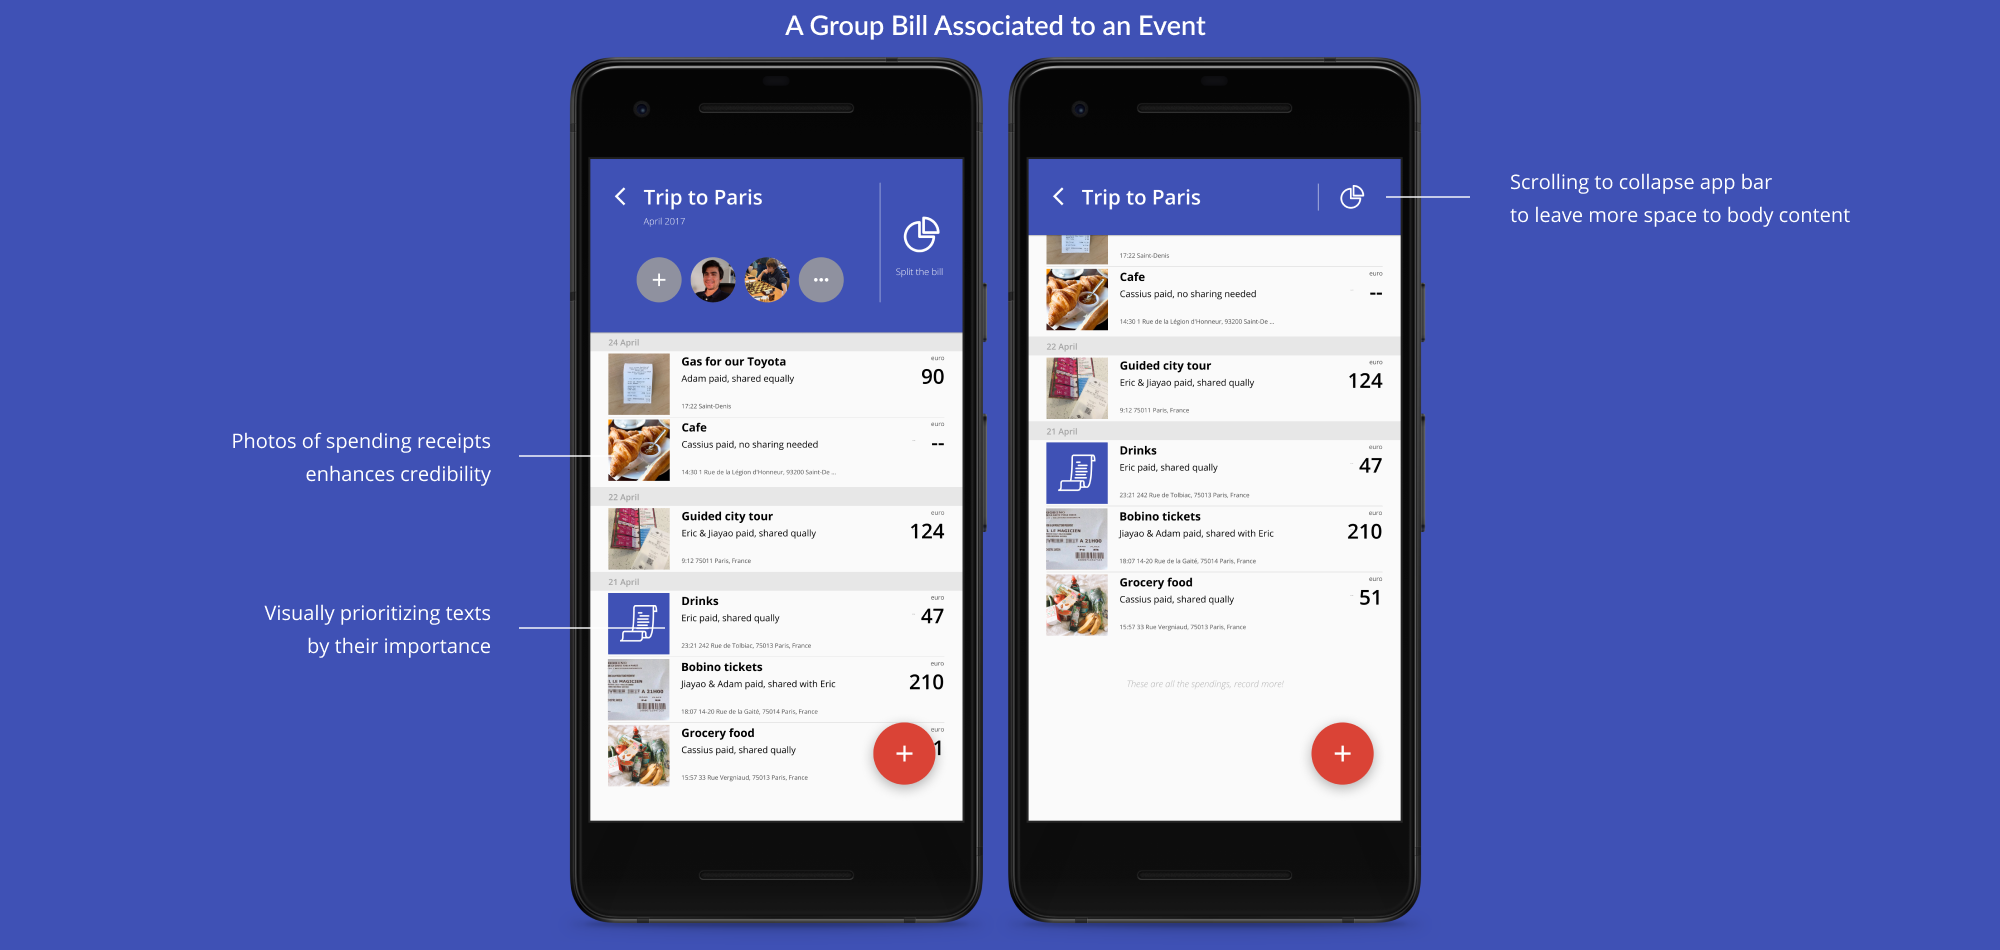 A Group Bill Associated to an Event
Trip to Paris
April 2017
Split the bill
24 April
Gas for our Toyota
euro
Adam paid, shared equally
90
17:22 Saint-Denis
Cafe
euro
Cassius paid, no sharing needed
--
14:30 1 Rue de la Légion d'Honneur, 93200 Saint-De ...
22 April
Guided city tour
euro
Eric & Jiayao paid, shared qually
124
9:12 75011 Paris, France
21 April
Drinks
euro
Eric paid, shared qually
47
23:21 242 Rue de Tolbiac, 75013 Paris, France
Bobino tickets
euro
Jiayao & Adam paid, shared with Eric
210
18:07 14-20 Rue de la Gaité, 75014 Paris, France
Grocery food
euro
Cassius paid, shared qually
1
15:57 33 Rue Vergniaud, 75013 Paris, France
Photos of spending receipts
enhances credibility
Visually prioritizing texts
by their importance
Trip to Paris
17:22 Saint-Denis
Cafe
euro
Cassius paid, no sharing needed
--
14:30 1 Rue de la Légion d'Honneur, 93200 Saint-De ...
22 April
Guided city tour
euro
Eric & Jiayao paid, shared qually
124
9:12 75011 Paris, France
21 April
Drinks
euro
Eric paid, shared qually
47
23:21 242 Rue de Tolbiac, 75013 Paris, France
Bobino tickets
euro
Jiayao & Adam paid, shared with Eric
210
18:07 14-20 Rue de la Gaité, 75014 Paris, France
Grocery food
euro
Cassius paid, shared qually
51
15:57 33 Rue Vergniaud, 75013 Paris, France
These are all the spendings, record more!
Scrolling to collapse app bar
to leave more space to body content